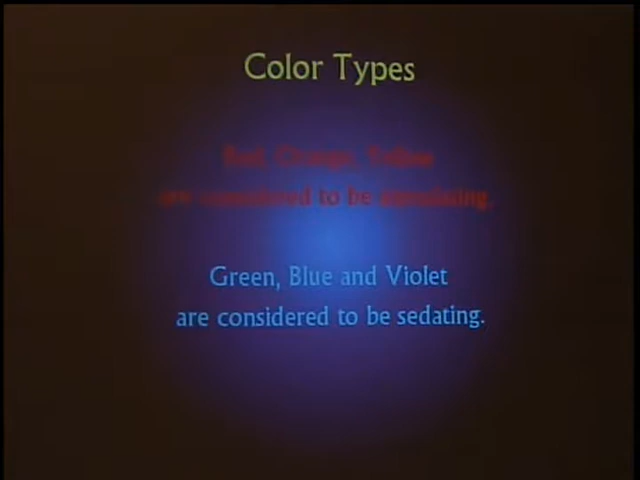 Color Types
Red, Orange, Yellow
are considered to be stimulating.
Green, Blue and Violet
are considered to be sedating.